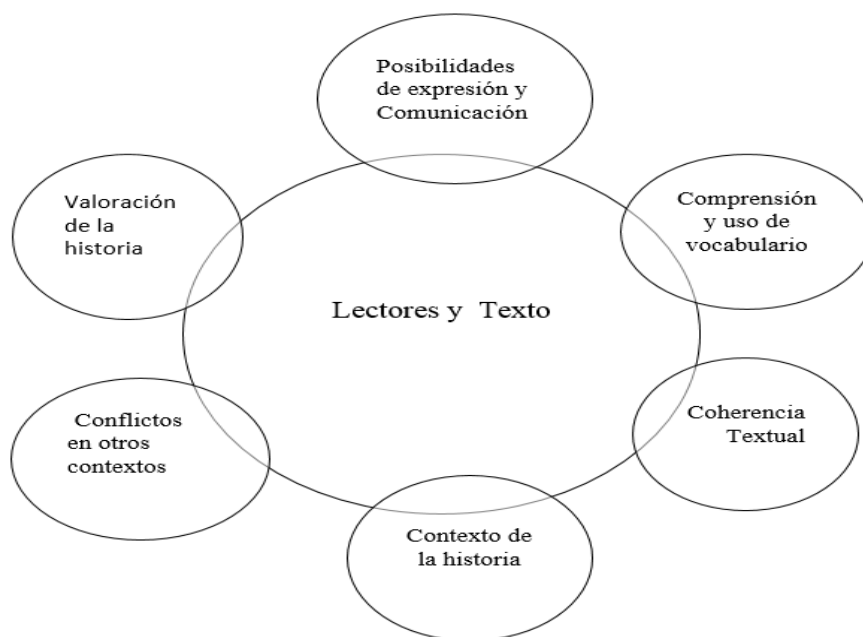 Posibilidades
de expresión y
Comunicación
Valoración
de la
historia
Comprensión
y uso de
vocabulario
Lectores y Texto
Conflictos
en otros
contextos
Coherencia
Textual
Contexto de
la historia